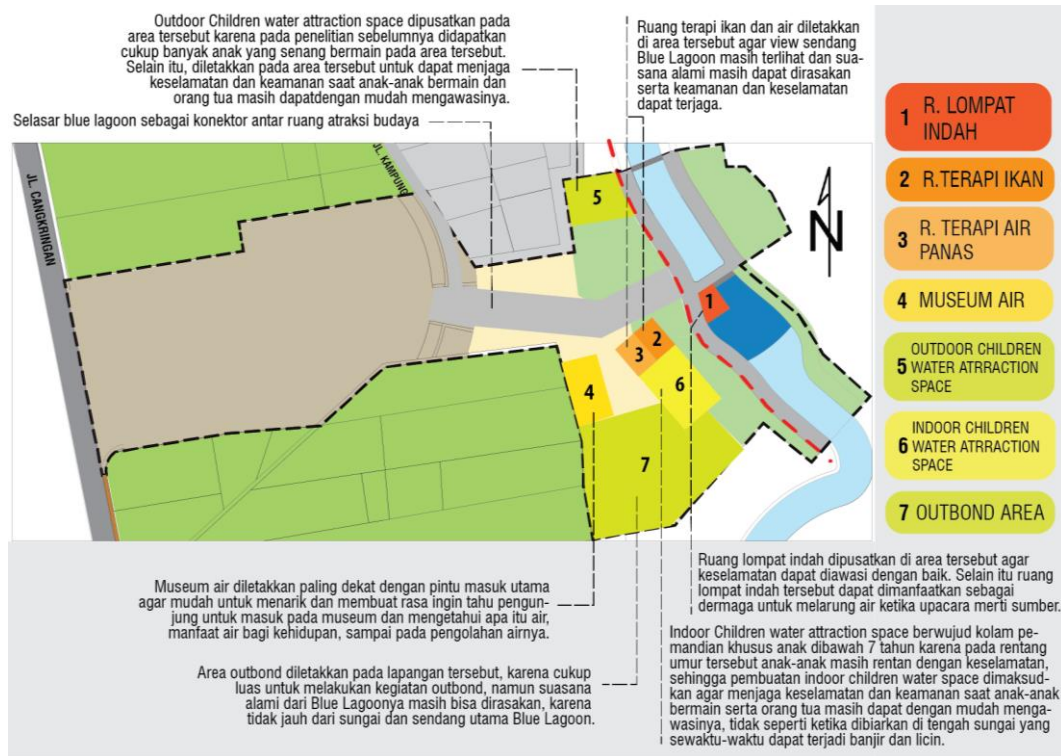 Outdoor Children water attraction space dipusatkan pada
area tersebut karena pada penelitian sebelumnya didapatkan
cukup banyak anak yang senang bermain pada area tersebut.
Selain itu, diletakkan pada area tersebut untuk dapat menjaga
keselamatan dan keamanan saat anak-anak bermain dan
orang tua masih dapatdengan mudah mengawasinya.
Selasar blue lagoon sebagai konektor antar ruang atraksi budaya
Ruang terapi ikan dan air diletakkan
di area tersebut agar view sendang
Blue Lagoon masih terlihat dan sua-
sana alami masih dapat dirasakan
serta keamanan dan keselamatan
dapat terjaga.
1 R. LOMPAT
INDAH
2 R.TERAPI IKAN
3 R. TERAPI AIR
PANAS
4 MUSEUM AIR
5 OUTDOOR CHILDREN
WATER ATRRACTION
SPACE
6 INDOOR CHILDREN
WATER ATRRACTION
SPACE
7 OUTBOND AREA
JL. CANGKRINGAN
JL. KAMPUNG
N
5
1
2
3
6
4
7
Museum air diletakkan paling dekat dengan pintu masuk utama
agar mudah untuk menarik dan membuat rasa ingin tahu pengun-
jung untuk masuk pada museum dan mengetahui apa itu air,
manfaat air bagi kehidupan, sampai pada pengolahan airnya.
Area outbond diletakkan pada lapangan tersebut, karena cukup
luas untuk melakukan kegiatan outbond, namun suasana
alami dari Blue Lagoonya masih bisa dirasakan, karena
tidak jauh dari sungai dan sendang utama Blue Lagoon.
Ruang lompat indah dipusatkan di area tersebut agar
keselamatan dapat diawasi dengan baik. Selain itu ruang
lompat indah tersebut dapat dimanfaatkan sebagai
dermaga untuk melarung air ketika upacara merti sumber.
Indoor Children water attraction space berwujud kolam pe-
mandian khusus anak dibawah 7 tahun karena pada rentang
umur tersebut anak-anak masih rentan dengan keselamatan,
sehingga pembuatan indoor children water space dimaksud-
kan agar menjaga keselamatan dan keamanan saat anak-anak
bermain serta orang tua masih dapat dengan mudah menga-
wasinya, tidak seperti ketika dibiarkan di tengah sungai yang
sewaktu-waktu dapat terjadi banjir dan licin.